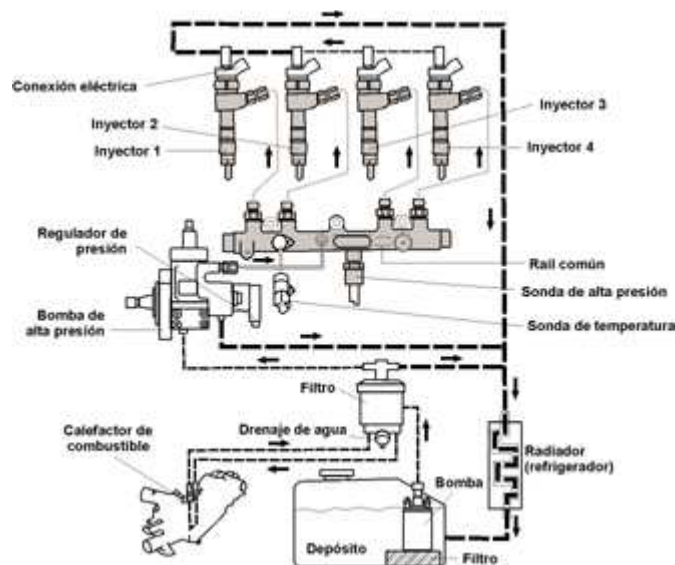 Conexión eléctrica
Inyector 2
Inyector 1
Inyector 3
Inyector 4
Regulador de
presión
Rail común
Sonda de alta presión
Bomba de
alta presión
Sonda de temperatura
Filtro
Calefactor de
combustible
Drenaje de agua
Radiador
(refrigerador)
Bomba
Depósito
Filtro